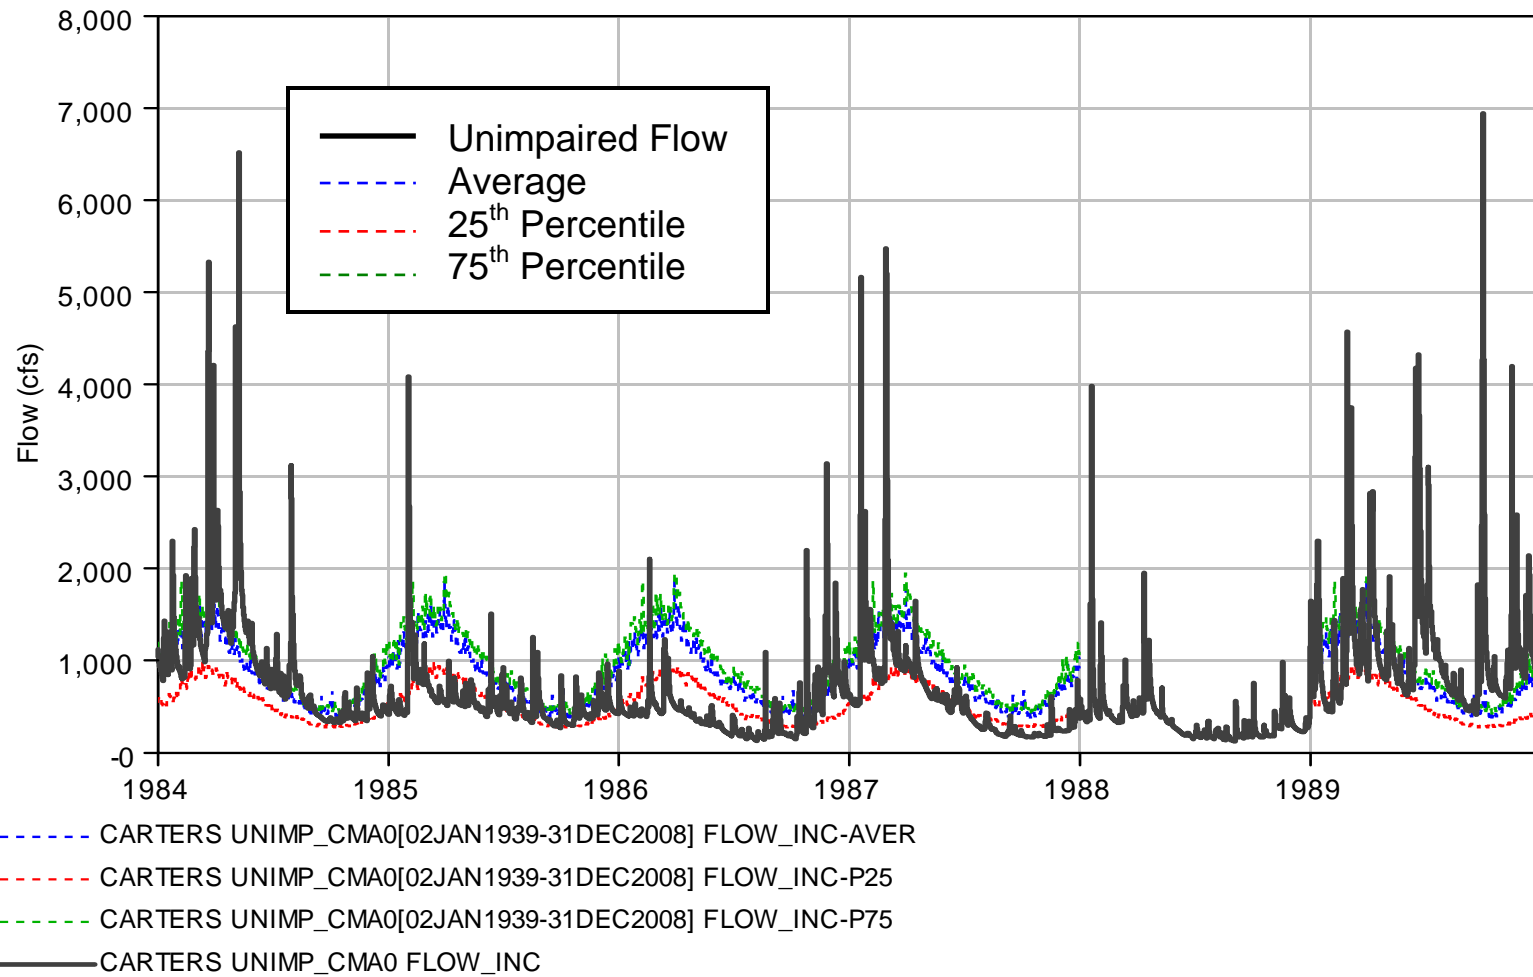 8,000
7,000
6,000
5,000
4,000
3,000
2,000
1,000
-0
Flow (cfs)
Unimpaired Flow
Average
25th Percentile
75th Percentile
1984 1985 1986 1987 1988 1989
CARTERS UNIMP_CMA0[02JAN1939-31DEC2008] FLOW_INC-AVER
CARTERS UNIMP_CMA0[02JAN1939-31DEC2008] FLOW_INC-P25
CARTERS UNIMP_CMA0[02JAN1939-31DEC2008] FLOW_INC-P75
CARTERS UNIMP_CMA0 FLOW_INC